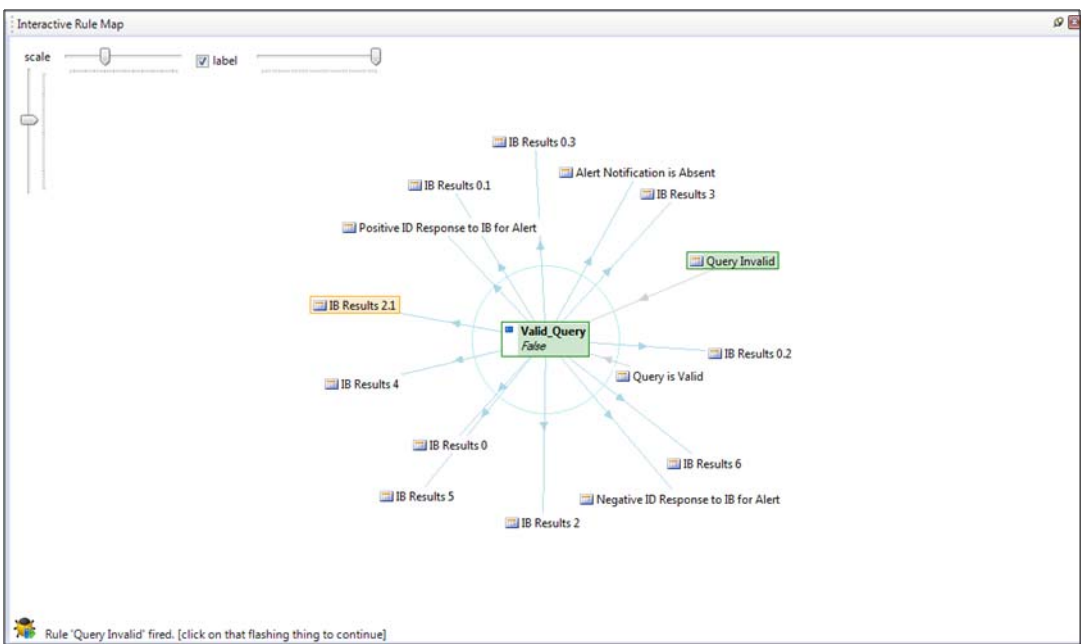 Interactive Rule Map
scale
label
IB Results 0.3
Alert Notification is Absent
IB Results 0.1
IB Results 3
Positive ID Response to IB for Alert
Query Invalid
IB Results 2.1
Valid_Query
False
IB Results 0.2
Query is Valid
IB Results 4
IB Results 0
IB Results 6
IB Results 5
Negative ID Response to IB for Alert
IB Results 2
Rule 'Query Invalid' fired. [click on that flashing thing to continue]